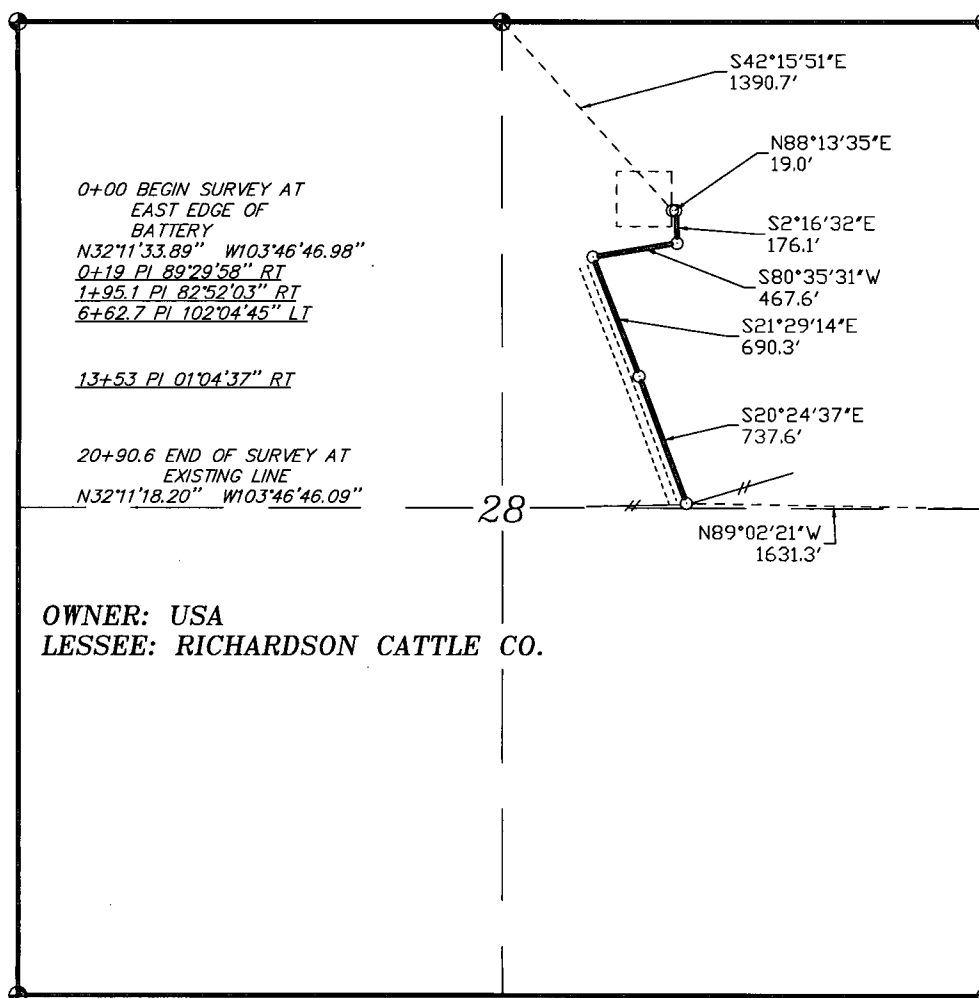 S42°15'51"E
1390.7'
N88°13'35"E
19.0'
0+00 BEGIN SURVEY AT
EAST EDGE OF
BATTERY
N32°11'33.89" W103°46'46.98"
0+19 PI 89°29'58" RT
1+95.1 PI 82°52'03" RT
6+62.7 PI 102°04'45" LT
13+53 PI 01°04'37" RT
20+90.6 END OF SURVEY AT
EXISTING LINE
N32°11'18.20" W103°46'46.09"
S2°16'32"E
176.1'
S80°35'31"W
467.6'
S21°29'14"E
690.3'
S20°24'37"E
737.6'
28
N89°02'21"W
1631.3'
OWNER: USA
LESSEE: RICHARDSON CATTLE CO.